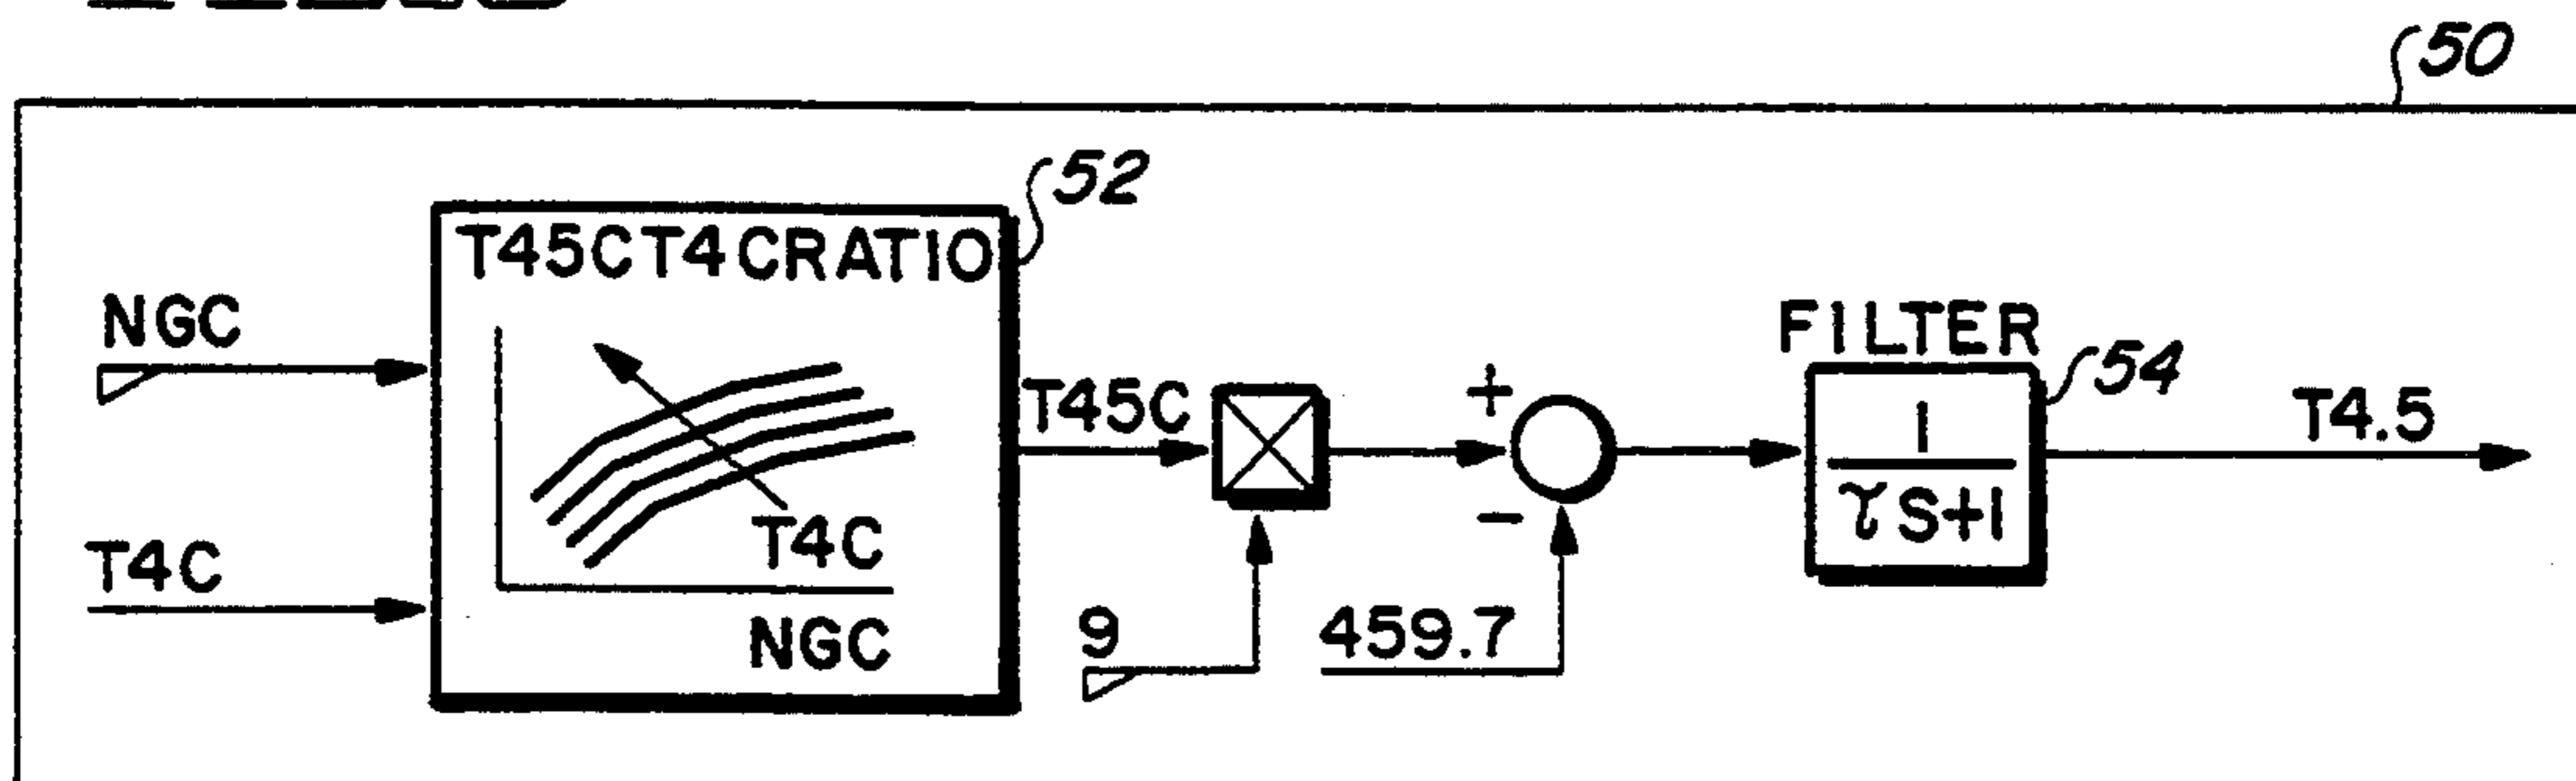 50
52
T45CT4CRATIO
NGC
T4C
T4C
NGC
T45C
9
+
-
459.7
FILTER
54
1
τS+1
T4.5